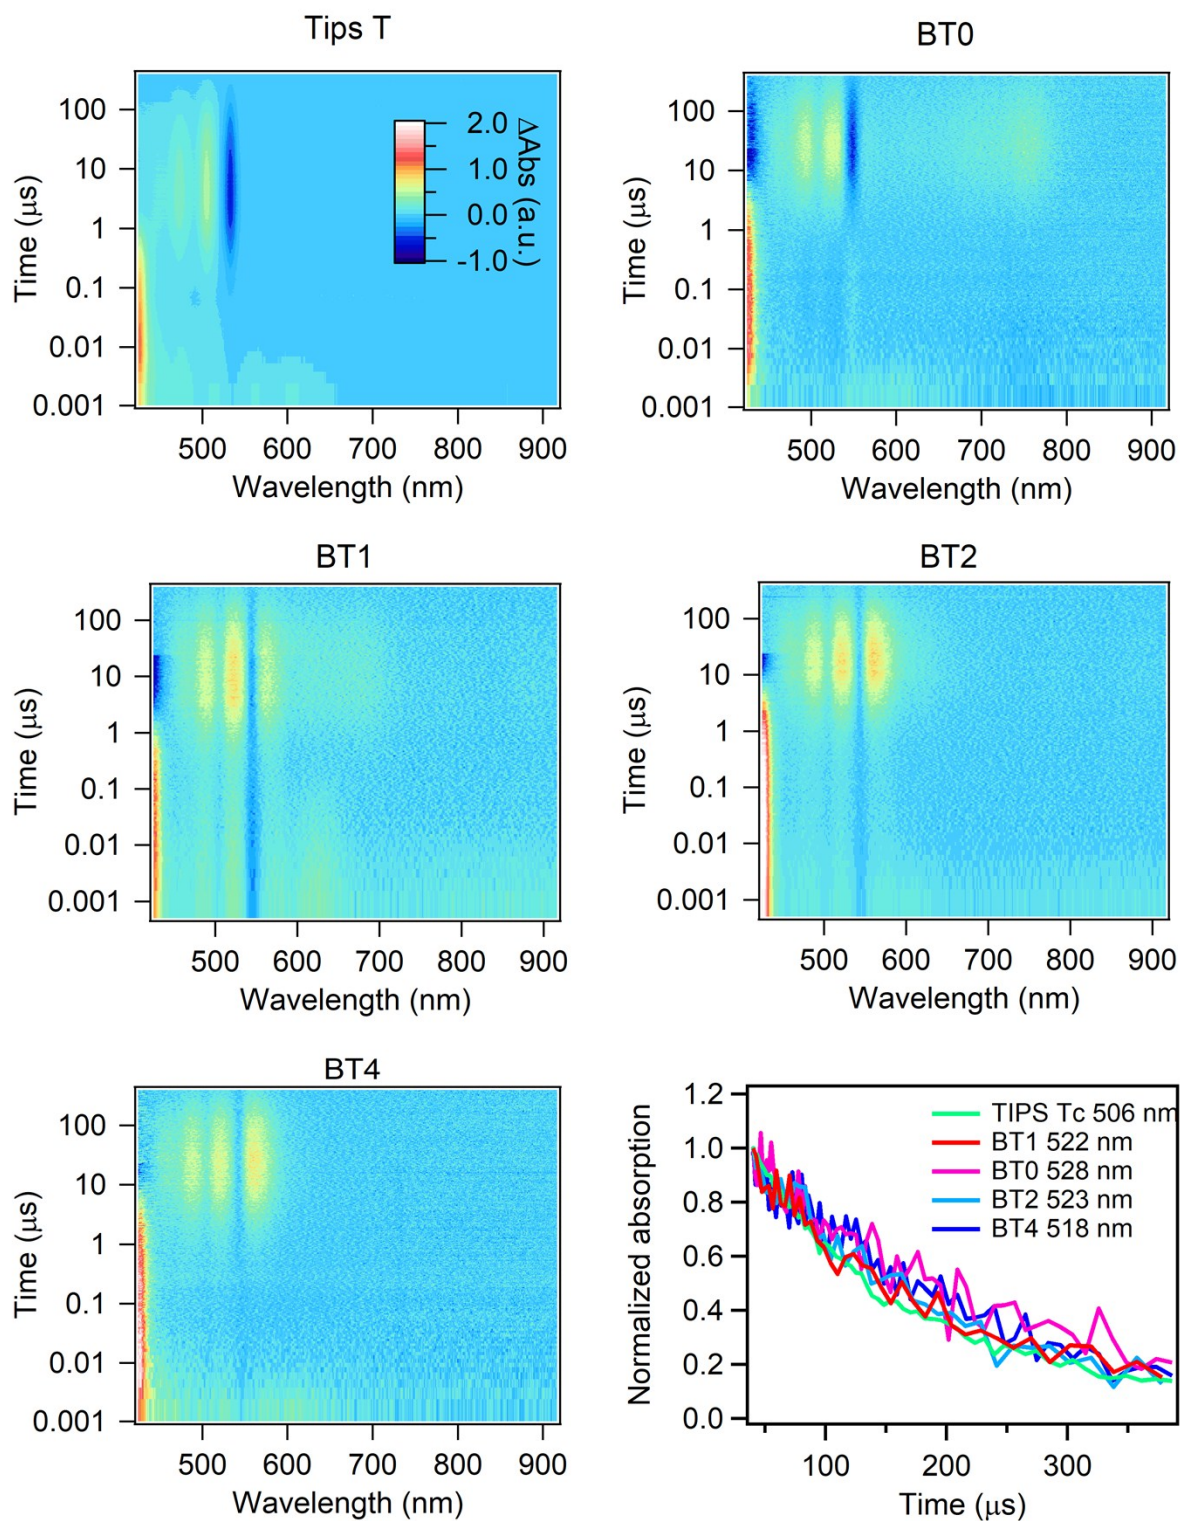 Tips T
Time (μs)
100
10
1
0.1
0.01
0.001
2.0
1.0
0.0
-1.0
ΔAbs (a.u.)
500 600 700 800 900
Wavelength (nm)
BT0
Time (μs)
100
10
1
0.1
0.01
0.001
500 600 700 800 900
Wavelength (nm)
BT1
Time (μs)
100
10
1
0.1
0.01
0.001
500 600 700 800 900
Wavelength (nm)
BT2
Time (μs)
100
10
1
0.1
0.01
0.001
500 600 700 800 900
Wavelength (nm)
BT4
Time (μs)
100
10
1
0.1
0.01
0.001
500 600 700 800 900
Wavelength (nm)
Normalized absorption
1.2
1.0
0.8
0.6
0.4
0.2
0.0
TIPS Tc 506 nm
BT1 522 nm
BT0 528 nm
BT2 523 nm
BT4 518 nm
100 200 300
Time (μs)